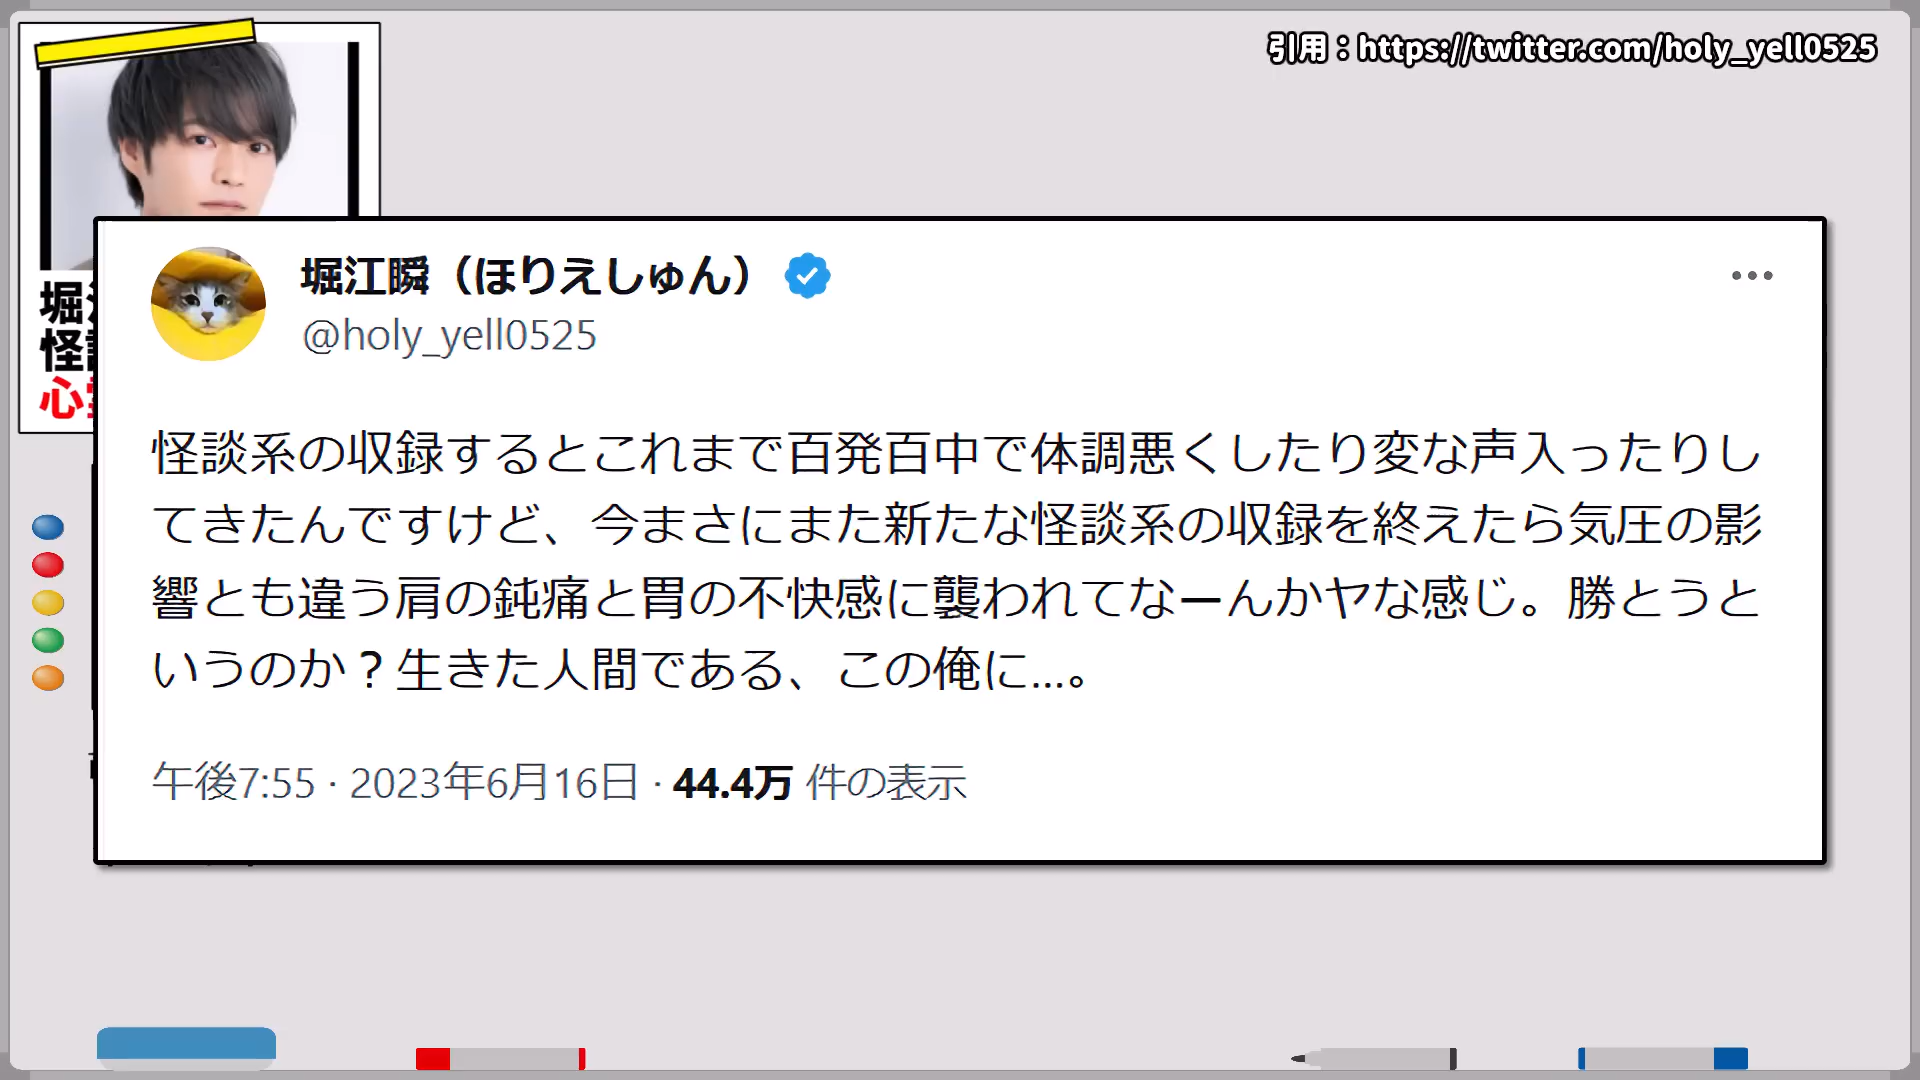 引用：https://twitter.com/holy_yell0525
堀江瞬（ほりえしゅん）
@holy_yell0525
怪談系の収録するとこれまで百発百中で体調悪くしたり変な声入ったりし
てきたんですけど、今まさにまた新たな怪談系の収録を終えたら気圧の影
響とも違う肩の鈍痛と胃の不快感に襲われてなーんかヤな感じ。勝とうと
いうのか？生きた人間である、この俺に…。
午後7:55 · 2023年6月16日 · 44.4万 件の表示
堀
怪
心